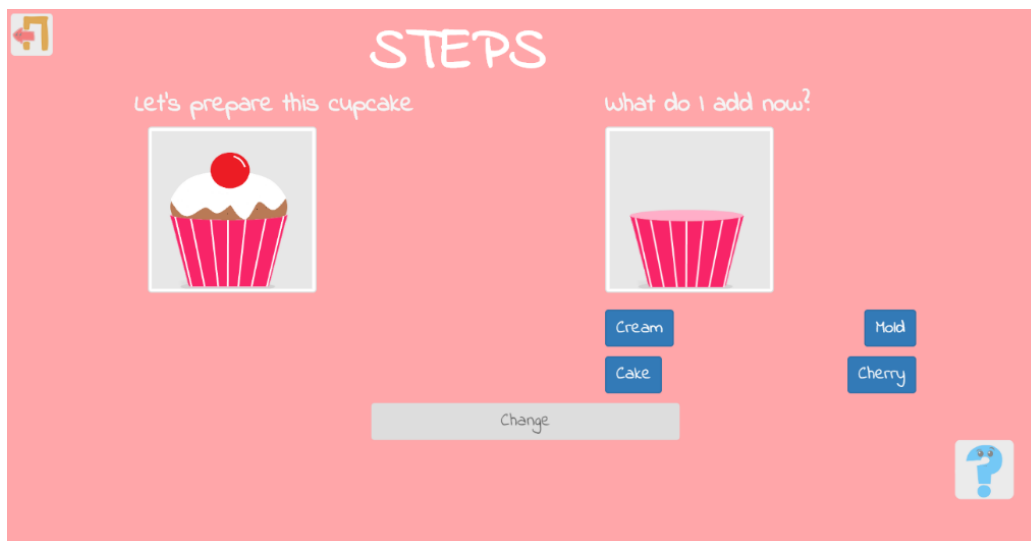 STEPS
Let's prepare this cupcake
What do I add now?
Cream
Mold
Cake
Cherry
Change